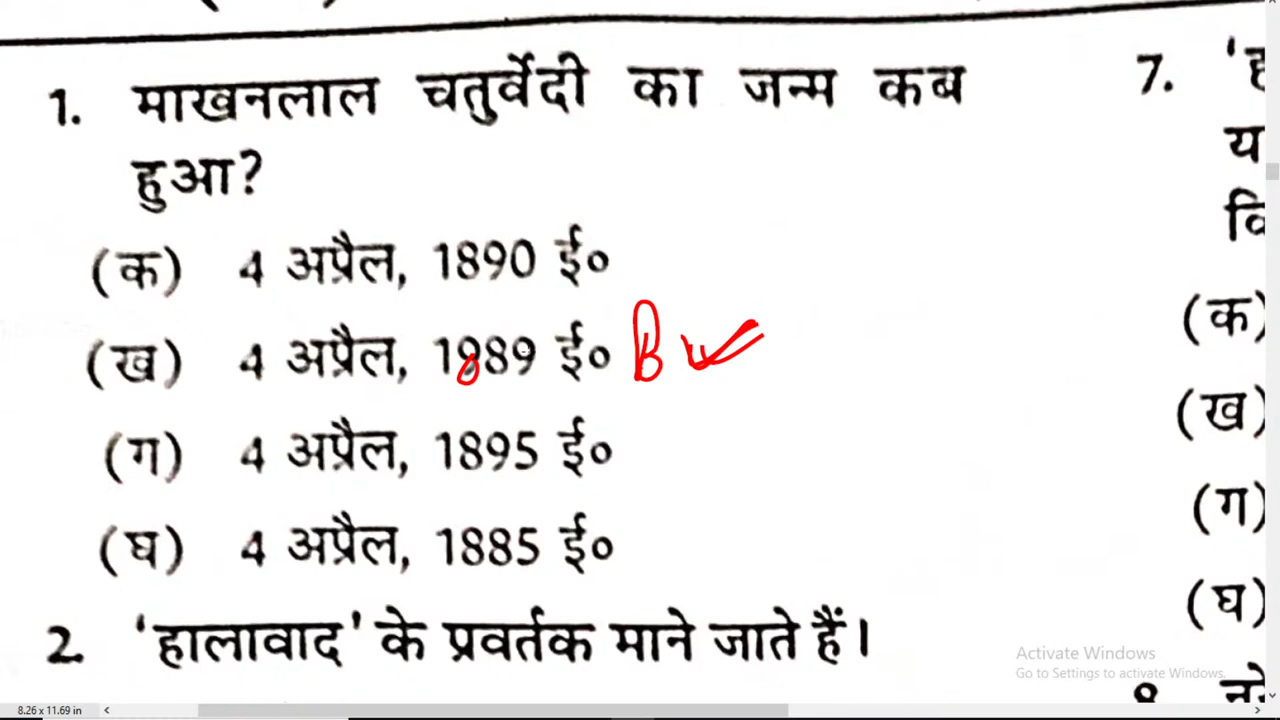 1. माखनलाल चतुर्वेदी का जन्म कब
हुआ?
(क) 4 अप्रैल, 1890 ई०
(ख) 4 अप्रैल, 1989 ई० B
(ग) 4 अप्रैल, 1895 ई०
(घ) 4 अप्रैल, 1885 ई०
2. 'हालावाद' के प्रवर्तक माने जाते हैं।
7.
(क)
(ख)
(ग)
(घ)
Activate Windows
Go to Settings to activate Windows.
8.26 x 11.69 in